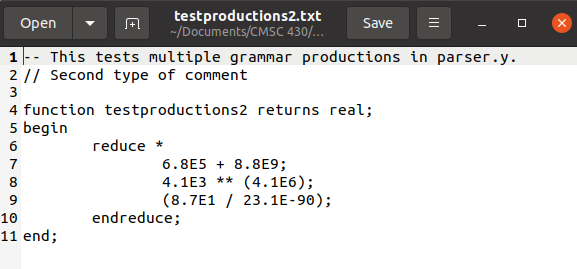 Open testproductions2.txt Save
~/Documents/CMSC 430/...
1 -- This tests multiple grammar productions in parser.y.
2 // Second type of comment
3
4 function testproductions2 returns real;
5 begin
6 reduce *
7 6.8E5 + 8.8E9;
8 4.1E3 ** (4.1E6);
9 (8.7E1 / 23.1E-90);
10 endreduce;
11 end;